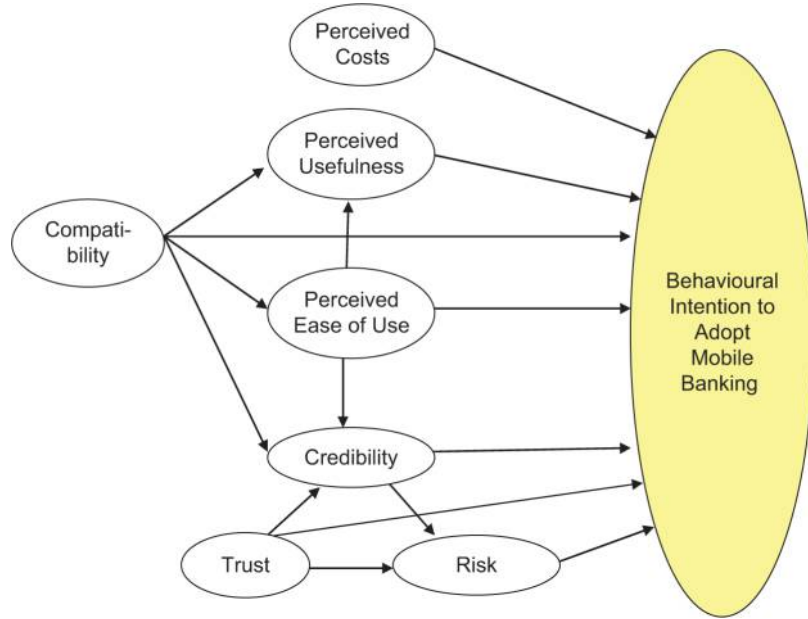 Perceived
Costs
Perceived
Usefulness
Compati-
bility
Perceived
Ease of Use
Behavioural
Intention to
Adopt
Mobile
Banking
Credibility
Trust
Risk